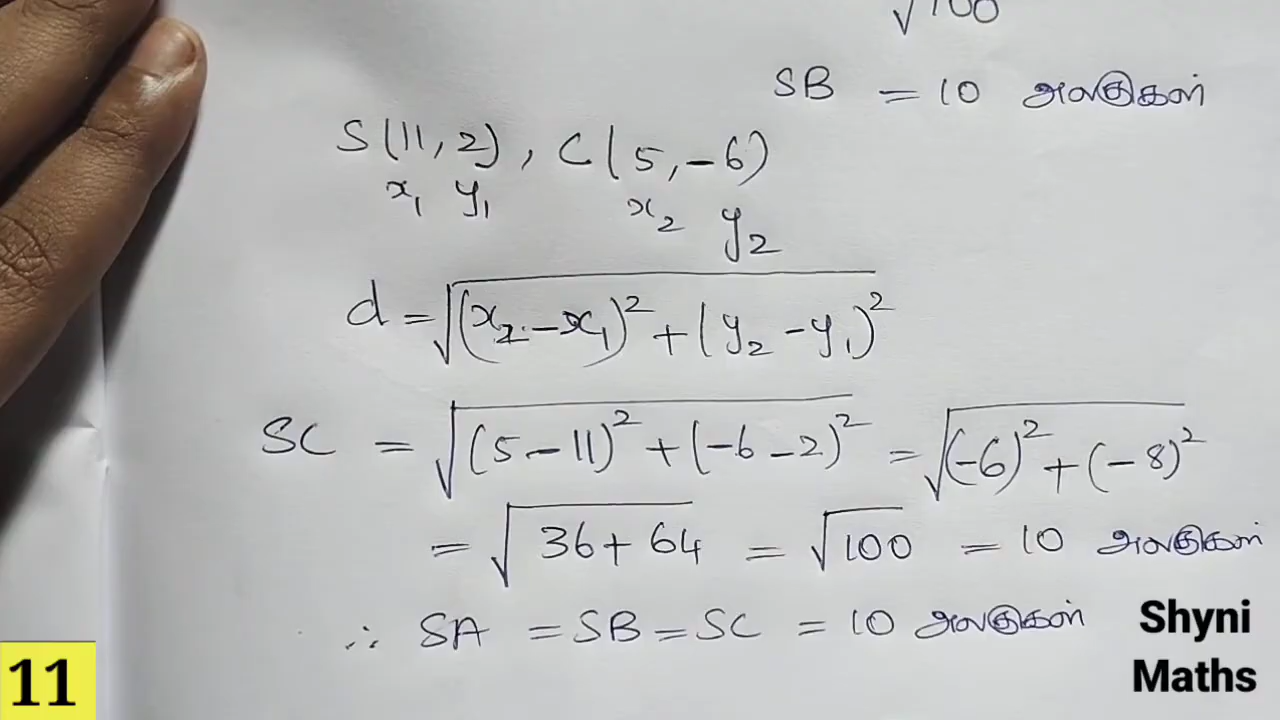 √100
SB = 10 அலகுகள்
S(11, 2), C(5, -6)
x₁ y₁ x₂ y₂
d = √(x₂ - x₁)² + (y₂ - y₁)²
SC = √(5 - 11)² + (-6 - 2)² = √(-6)² + (-8)²
= √36 + 64 = √100 = 10 அலகுகள்
∴ SA = SB = SC = 10 அலகுகள்
Shyni
Maths
11